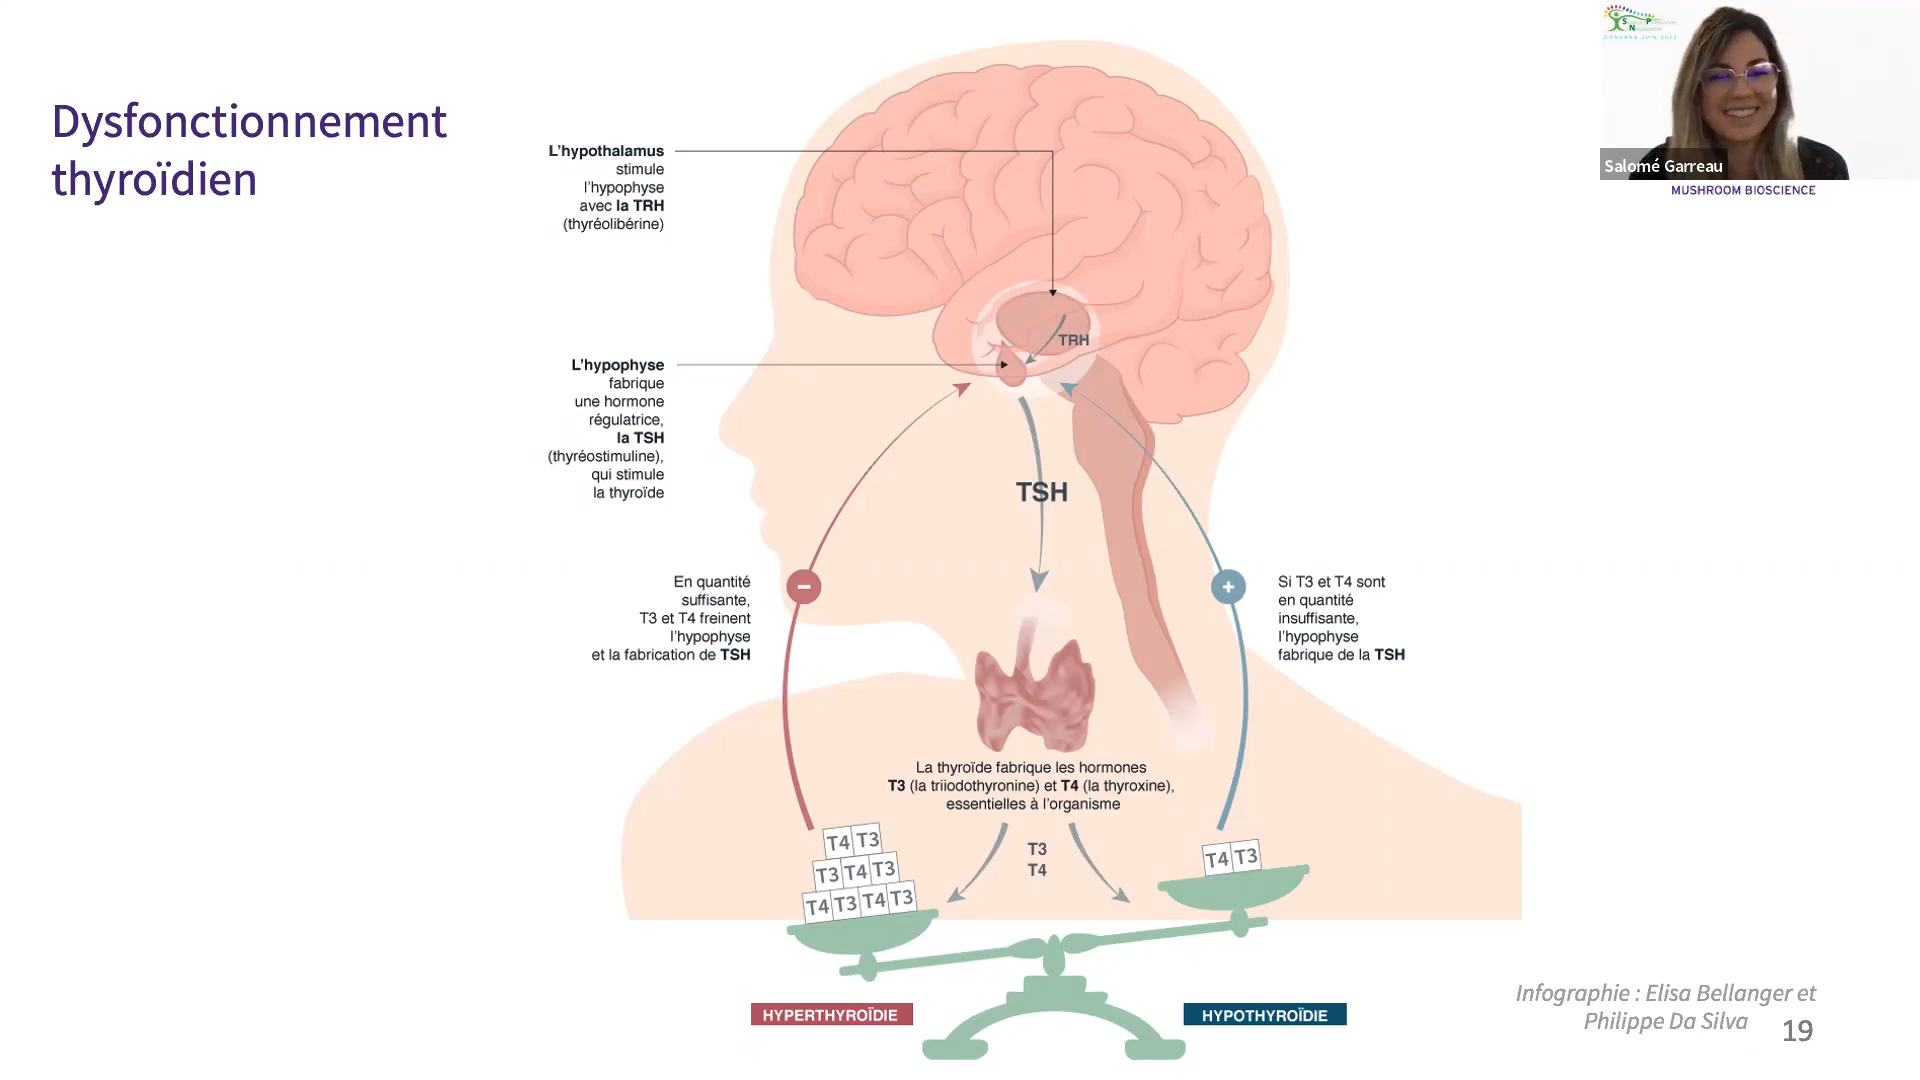 Dysfonctionnement
thyroïdien
L'hypothalamus
stimule
l'hypophyse
avec la TRH
(thyréolibérine)
TRH
L'hypophyse
fabrique
une hormone
régulatrice,
la TSH
(thyréostimuline),
qui stimule
la thyroïde
TSH
En quantité
suffisante,
T3 et T4 freinent
l'hypophyse
et la fabrication de TSH
−
+
Si T3 et T4 sont
en quantité
insuffisante,
l'hypophyse
fabrique de la TSH
La thyroïde fabrique les hormones
T3 (la triiodothyronine) et T4 (la thyroxine),
essentielles à l'organisme
T3
T4
T4 T3
T3 T4 T3
T4 T3 T4 T3
T4 T3
HYPERTHYROÏDIE
HYPOTHYROÏDIE
Salomé Garreau
MUSHROOM BIOSCIENCE
Infographie : Elisa Bellanger et
Philippe Da Silva
19